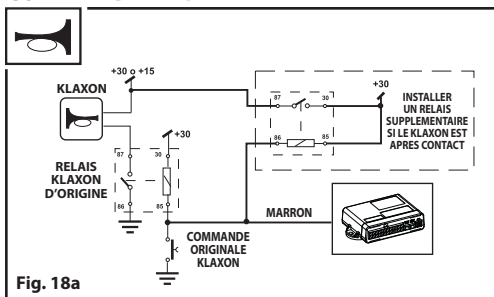 +30 o +15
KLAXON
+30
87
30
RELAIS
KLAXON
D'ORIGINE
86
85
COMMANDE
ORIGINALE
KLAXON
MARRON
87
30
86
85
+30
INSTALLER
UN RELAIS
SUPPLEMENTAIRE
SI LE KLAXON EST
APRES CONTACT
Fig. 18a